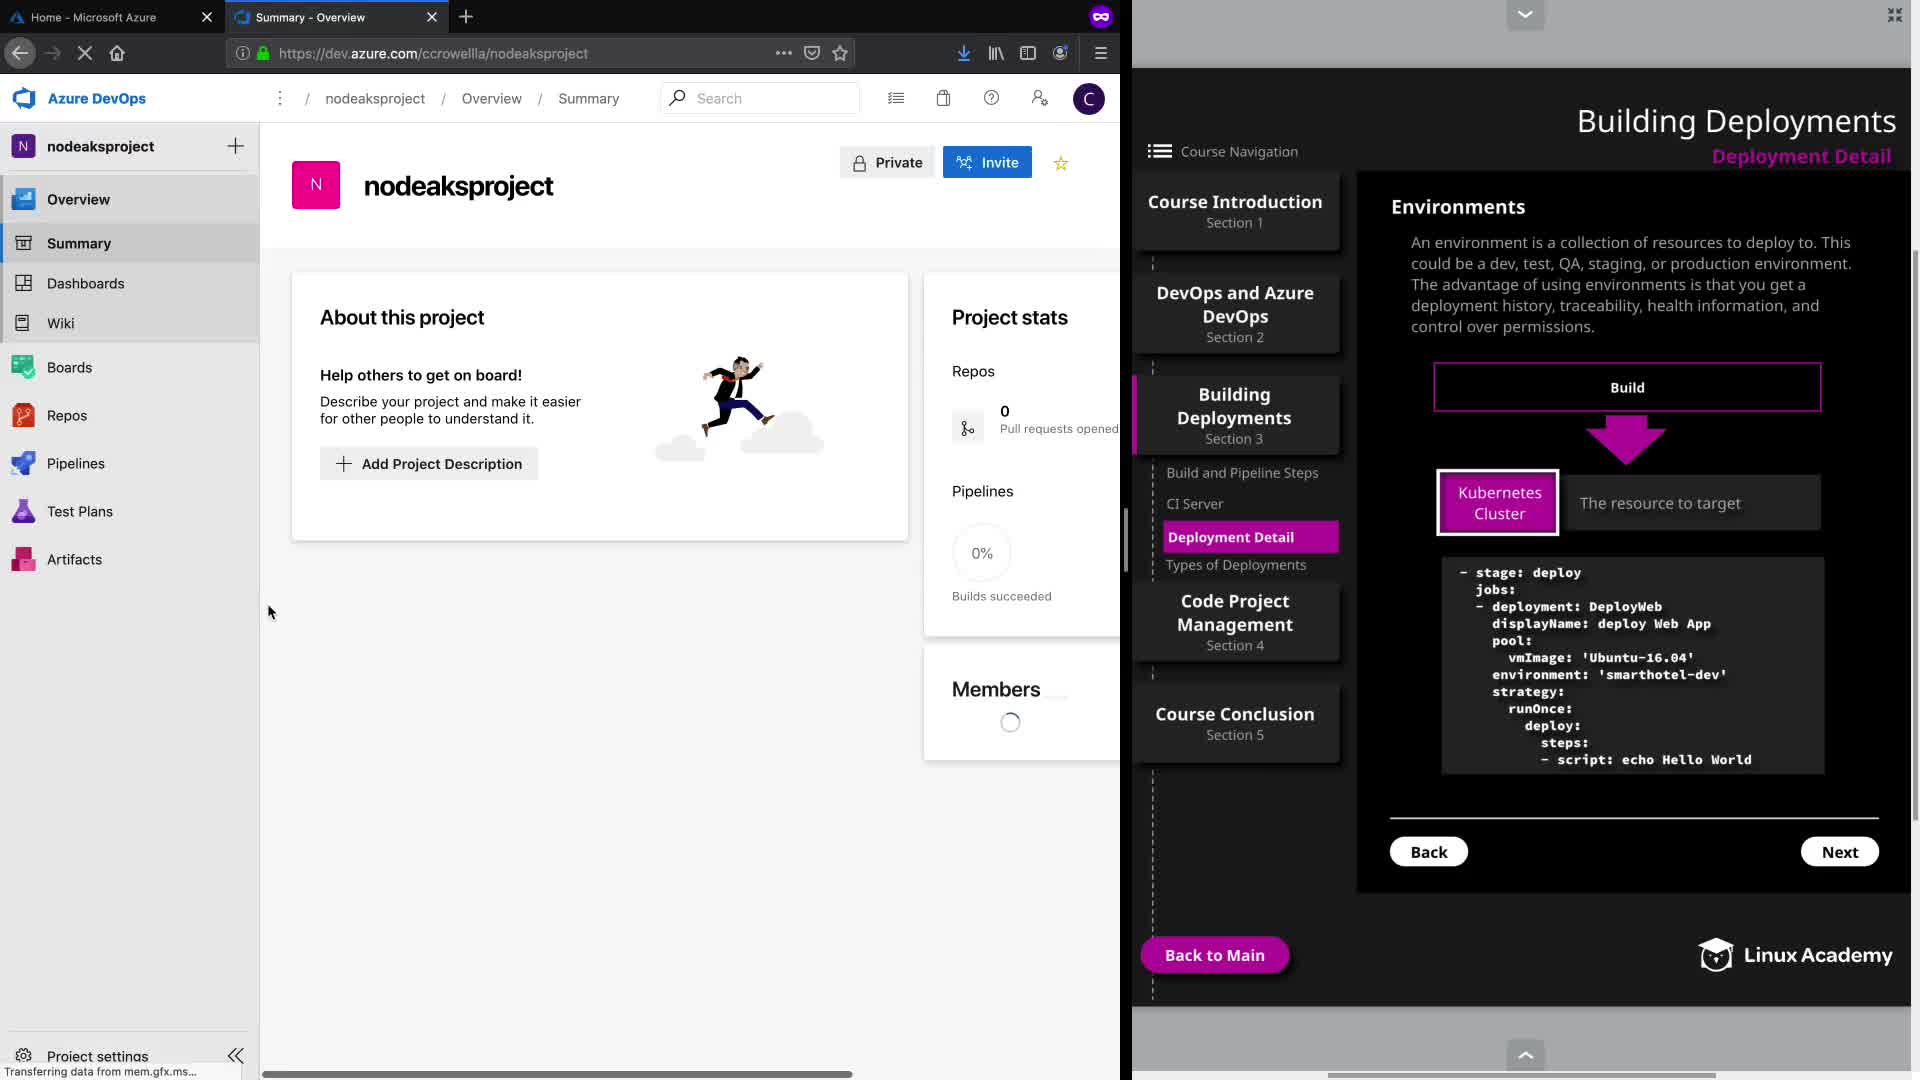 Home - Microsoft Azure
Summary - Overview
https://dev.azure.com/ccrowellla/nodeaksproject
Azure DevOps
/ nodeaksproject / Overview / Summary
Search
C
N nodeaksproject
Overview
Summary
Dashboards
Wiki
Boards
Repos
Pipelines
Test Plans
Artifacts
Project settings
Transferring data from mem.gfx.ms...
N
nodeaksproject
Private
Invite
About this project
Help others to get on board!
Describe your project and make it easier
for other people to understand it.
Add Project Description
Project stats
Repos
0
Pull requests opened
Pipelines
0%
Builds succeeded
Members
Building Deployments
Deployment Detail
Course Navigation
Course Introduction
Section 1
DevOps and Azure
DevOps
Section 2
Building
Deployments
Section 3
Build and Pipeline Steps
CI Server
Deployment Detail
Types of Deployments
Code Project
Management
Section 4
Course Conclusion
Section 5
Back to Main
Environments
An environment is a collection of resources to deploy to. This
could be a dev, test, QA, staging, or production environment.
The advantage of using environments is that you get a
deployment history, traceability, health information, and
control over permissions.
Build
Kubernetes
Cluster
The resource to target
- stage: deploy
jobs:
- deployment: DeployWeb
displayName: deploy Web App
pool:
vmImage: 'Ubuntu-16.04'
environment: 'smarthotel-dev'
strategy:
runOnce:
deploy:
steps:
- script: echo Hello World
Back
Next
Linux Academy